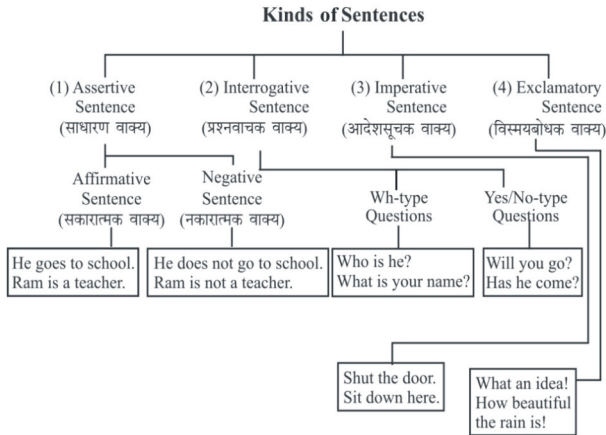 Kinds of Sentences
(1) Assertive
Sentence
(साधारण वाक्य)
(2) Interrogative
Sentence
(प्रश्नवाचक वाक्य)
(3) Imperative
Sentence
(आदेशसूचक वाक्य)
(4) Exclamatory
Sentence
(विस्मयबोधक वाक्य)
Affirmative
Sentence
(सकारात्मक वाक्य)
Negative
Sentence
(नकारात्मक वाक्य)
Wh-type
Questions
Yes/No-type
Questions
He goes to school.
Ram is a teacher.
He does not go to school.
Ram is not a teacher.
Who is he?
What is your name?
Will you go?
Has he come?
Shut the door.
Sit down here.
What an idea!
How beautiful
the rain is!